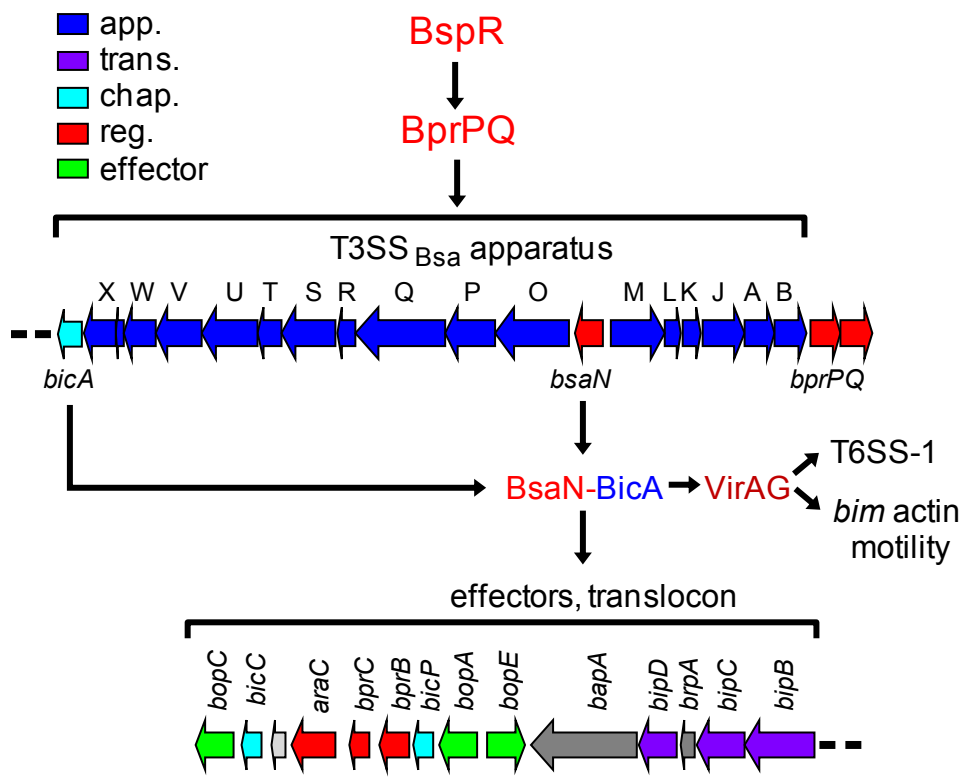 app.
trans.
chap.
reg.
effector
BspR
BprPQ
T3SS Bsa apparatus
X W V U T S R Q P O M L K J A B
bicA
bsaN
bprPQ
BsaN-BicA
VirAG
T6SS-1
bim actin
motility
effectors, translocon
bopC
bicC
araC
bprC
bprB
bicP
bopA
bopE
bapA
bipD
brpA
bipC
bipB